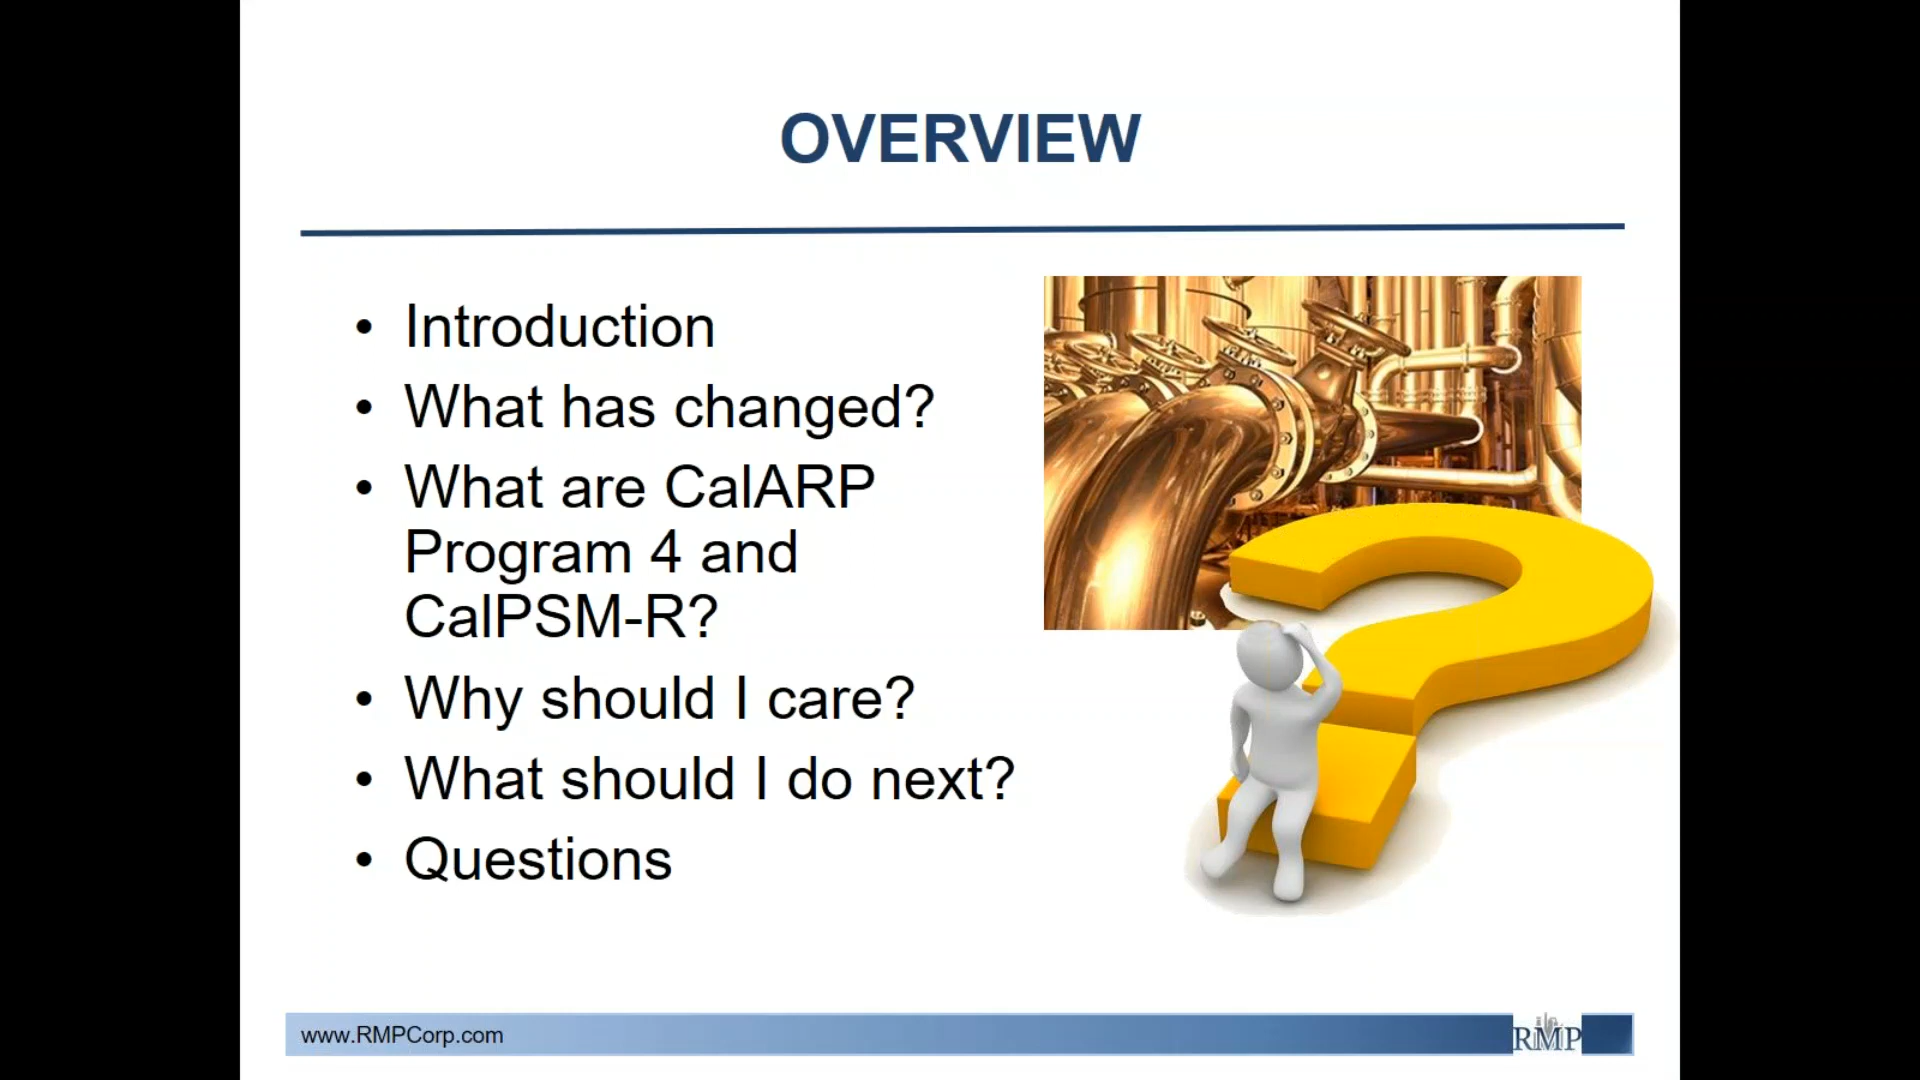 OVERVIEW
• Introduction
• What has changed?
• What are CalARP
Program 4 and
CalPSM-R?
• Why should I care?
• What should I do next?
• Questions
www.RMPCorp.com
RMP